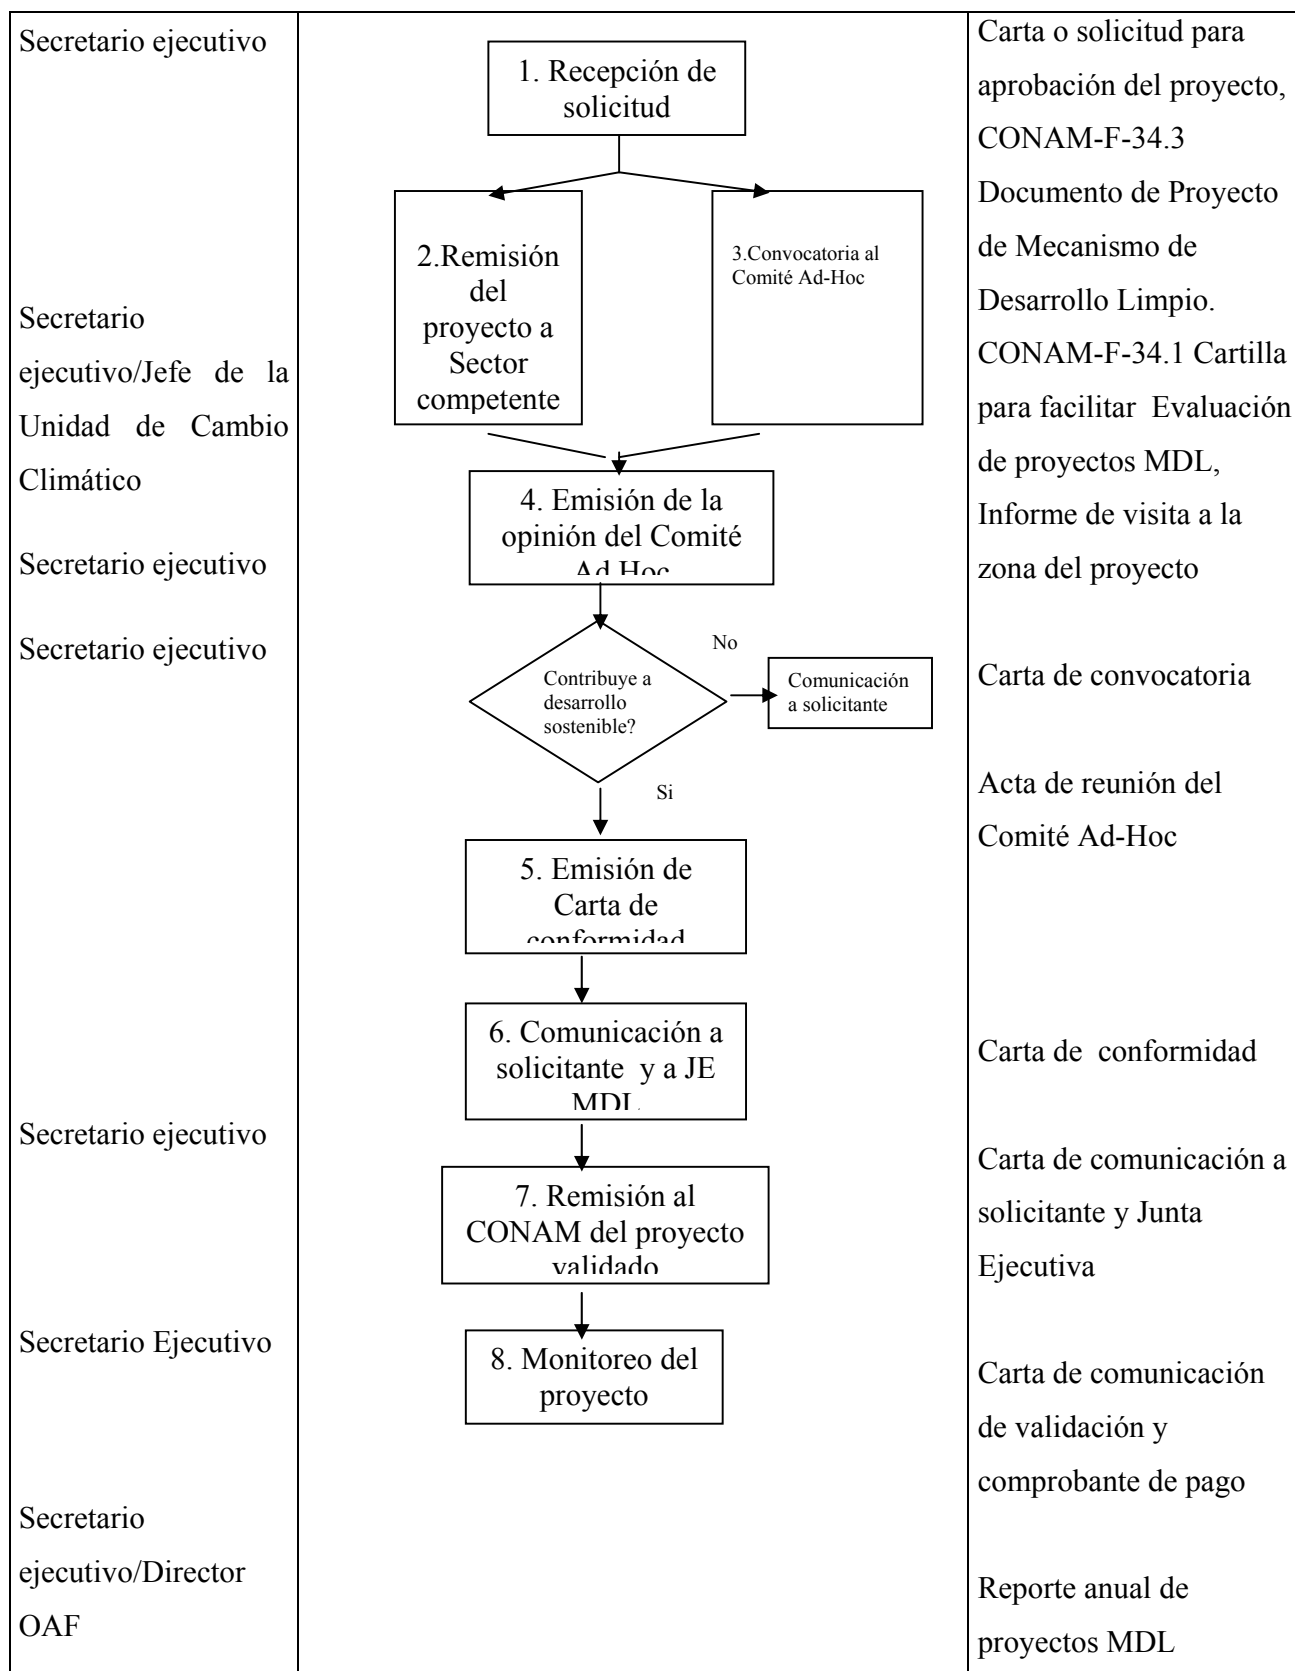 Secretario ejecutivo
Secretario
ejecutivo/Jefe de la
Unidad de Cambio
Climático
Secretario ejecutivo
Secretario ejecutivo
Secretario ejecutivo
Secretario Ejecutivo
Secretario
ejecutivo/Director
OAF
1. Recepción de
solicitud
2.Remisión
del
proyecto a
Sector
competente
3.Convocatoria al
Comité Ad-Hoc
4. Emisión de la
opinión del Comité
Ad Hoc
Contribuye a
desarrollo
sostenible?
No
Comunicación
a solicitante
Si
5. Emisión de
Carta de
conformidad
6. Comunicación a
solicitante y a JE
MDL
7. Remisión al
CONAM del proyecto
validado
8. Monitoreo del
proyecto
Carta o solicitud para
aprobación del proyecto,
CONAM-F-34.3
Documento de Proyecto
de Mecanismo de
Desarrollo Limpio.
CONAM-F-34.1 Cartilla
para facilitar Evaluación
de proyectos MDL,
Informe de visita a la
zona del proyecto
Carta de convocatoria
Acta de reunión del
Comité Ad-Hoc
Carta de conformidad
Carta de comunicación a
solicitante y Junta
Ejecutiva
Carta de comunicación
de validación y
comprobante de pago
Reporte anual de
proyectos MDL